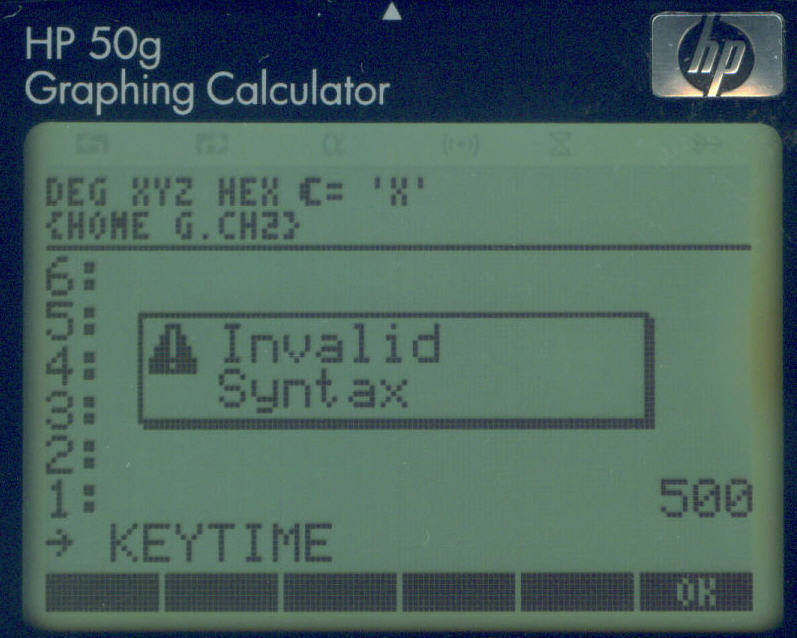 HP 50g
Graphing Calculator
hp
DEG XYZ HEX C= 'X'
{HOME G.CH2}
6:
5:
4:
3:
2:
1: 500
Invalid
Syntax
→ KEYTIME
OK